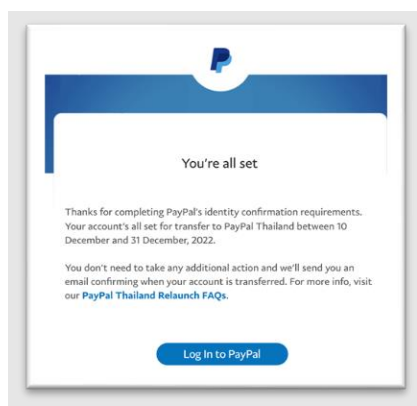 You're all set
Thanks for completing PayPal's identity confirmation requirements.
Your account's all set for transfer to PayPal Thailand between 10
December and 31 December, 2022.
You don't need to take any additional action and we'll send you an
email confirming when your account is transferred. For more info, visit
our PayPal Thailand Relaunch FAQs.
Log In to PayPal